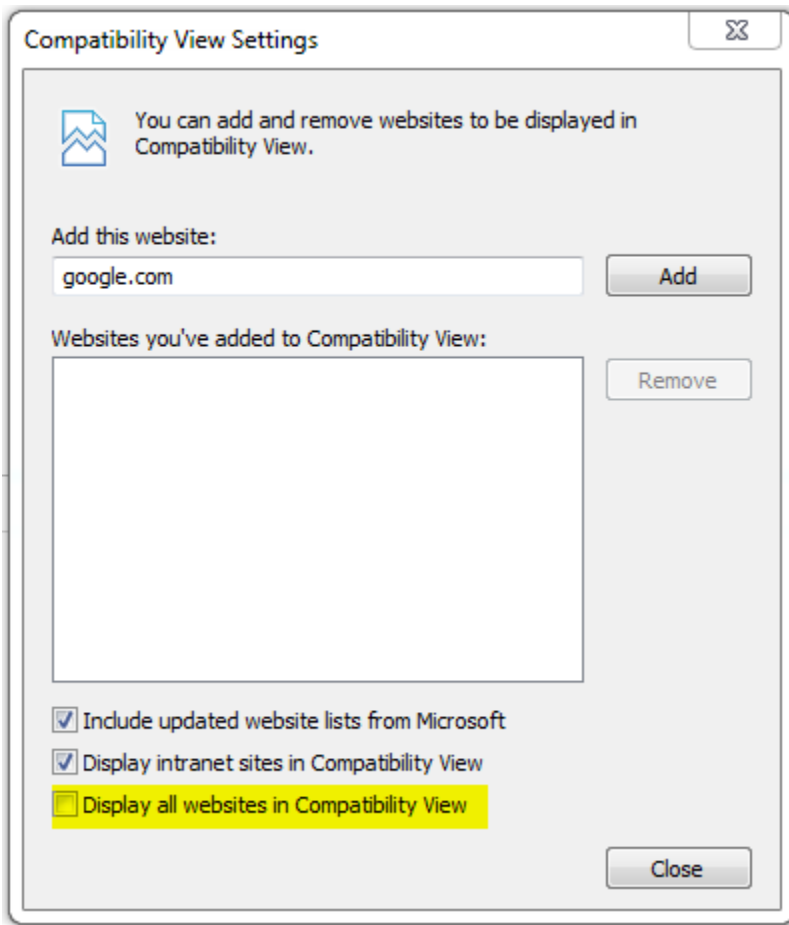 Compatibility View Settings
You can add and remove websites to be displayed in
Compatibility View.
Add this website:
google.com
Add
Websites you've added to Compatibility View:
Remove
Include updated website lists from Microsoft
Display intranet sites in Compatibility View
Display all websites in Compatibility View
Close